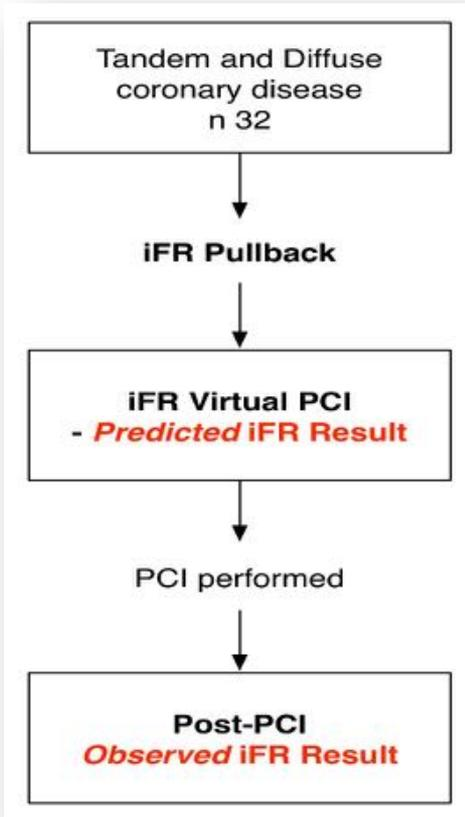 Tandem and Diffuse
coronary disease
n 32
iFR Pullback
iFR Virtual PCI
- Predicted iFR Result
PCI performed
Post-PCI
Observed iFR Result